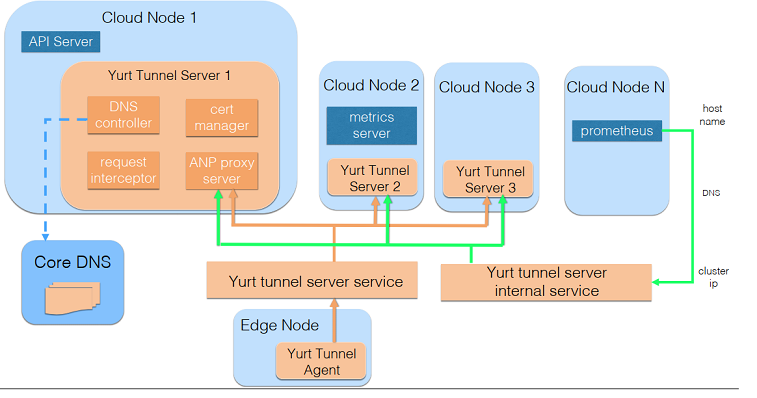 Cloud Node 1
API Server
Yurt Tunnel Server 1
DNS
controller
cert
manager
request
interceptor
ANP proxy
server
Cloud Node 2
metrics
server
Yurt Tunnel
Server 2
Cloud Node 3
Yurt Tunnel
Server 3
Cloud Node N
prometheus
host
name
DNS
cluster
ip
Core DNS
Yurt tunnel server service
Yurt tunnel server
internal service
Edge Node
Yurt Tunnel
Agent